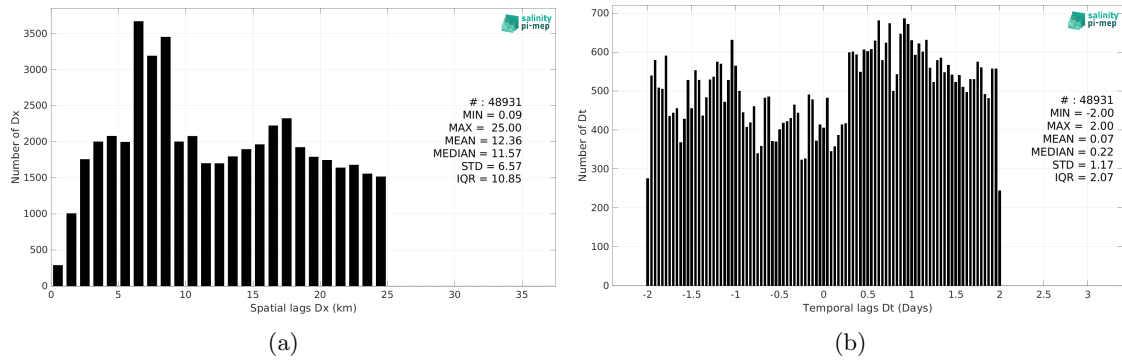 salinity
pi-mep
3500
3000
2500
2000
1500
1000
500
0
Number of Dx
# : 48931
MIN = 0.09
MAX = 25.00
MEAN = 12.36
MEDIAN = 11.57
STD = 6.57
IQR = 10.85
0 5 10 15 20 25 30 35
Spatial lags Dx (km)
(a)
salinity
pi-mep
700
600
500
400
300
200
100
0
Number of Dt
# : 48931
MIN = -2.00
MAX = 2.00
MEAN = 0.07
MEDIAN = 0.22
STD = 1.17
IQR = 2.07
-2 -1.5 -1 -0.5 0 0.5 1 1.5 2 2.5 3
Temporal lags Dt (Days)
(b)